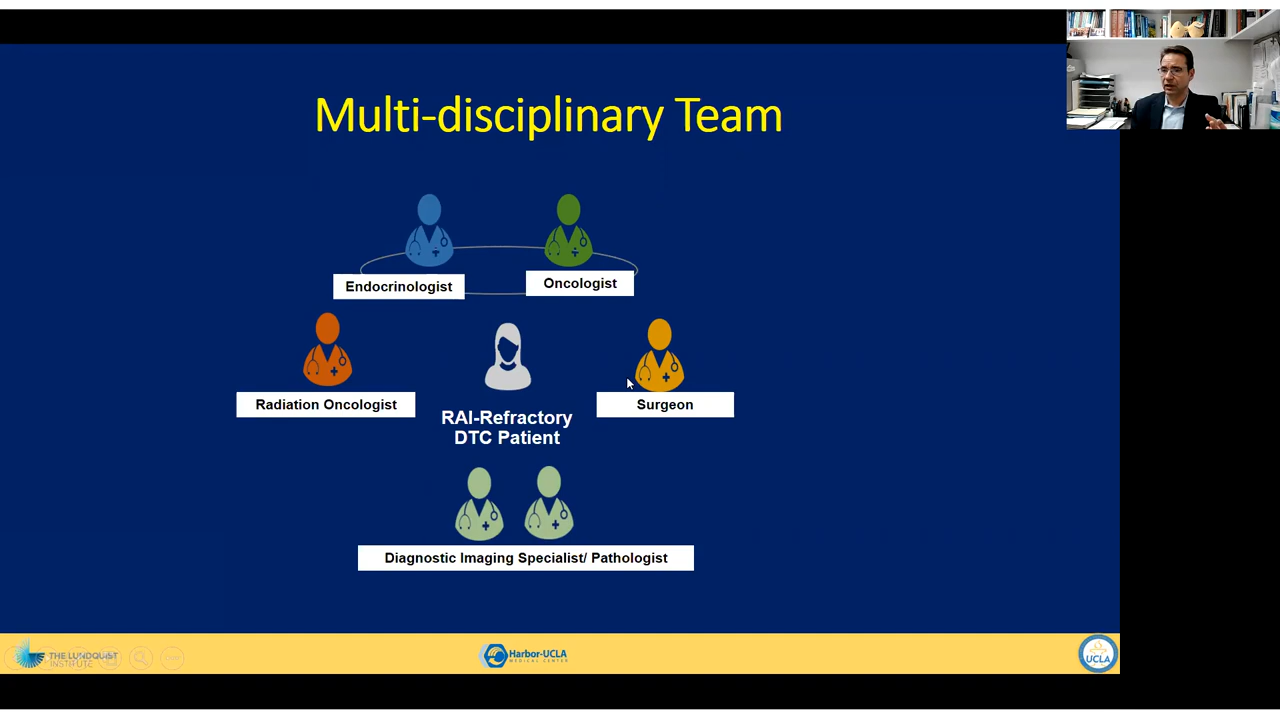 Multi-disciplinary Team
Endocrinologist
Oncologist
Radiation Oncologist
Surgeon
RAI-Refractory
DTC Patient
Diagnostic Imaging Specialist/ Pathologist
THE LUNDQUIST
INSTITUTE
Harbor-UCLA
MEDICAL CENTER
UCLA